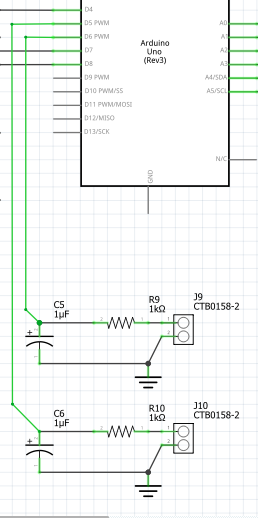 D4
D5 PWM
D6 PWM
D7
D8
D9 PWM
D10 PWM/SS
D11 PWM/MOSI
D12/MISO
D13/SCK
Arduino
Uno
(Rev3)
A0
A1
A2
A3
A4/SDA
A5/SCL
N/C
GND
C5
1µF
R9
1kΩ
J9
CTB0158-2
C6
1µF
R10
1kΩ
J10
CTB0158-2